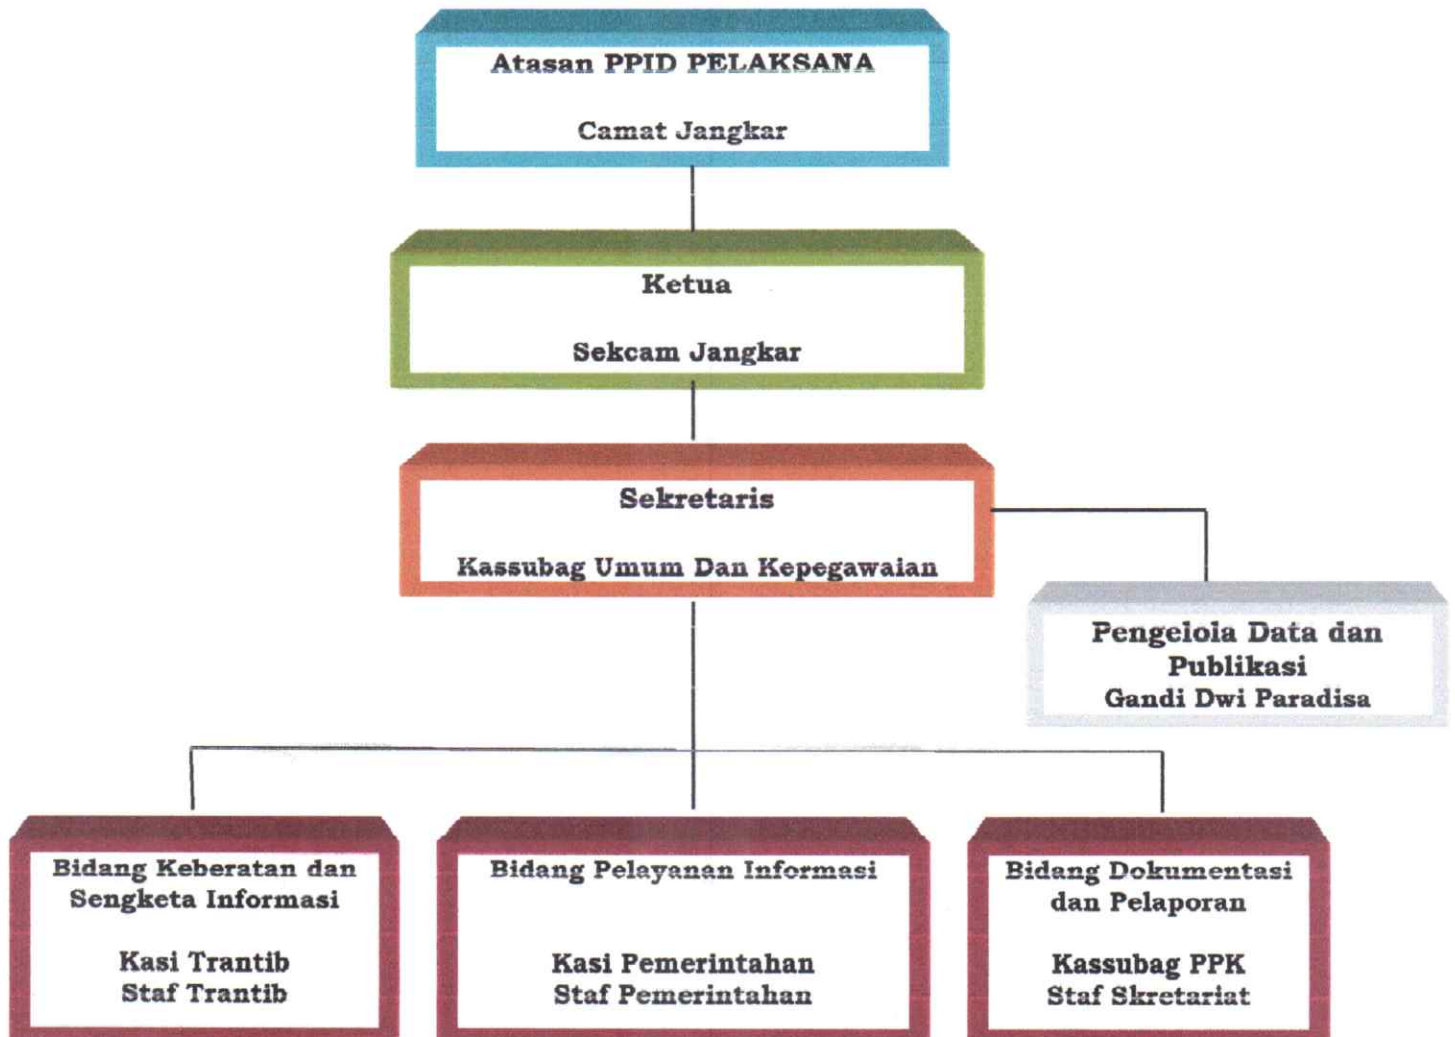 Atasan PPID PELAKSANA
Camat Jangkar
Ketua
Sekcam Jangkar
Sekretaris
Kassubag Umum Dan Kepegawaian
Pengelola Data dan
Publikasi
Gandi Dwi Paradisa
Bidang Keberatan dan
Sengketa Informasi
Kasi Trantib
Staf Trantib
Bidang Pelayanan Informasi
Kasi Pemerintahan
Staf Pemerintahan
Bidang Dokumentasi
dan Pelaporan
Kassubag PPK
Staf Skretariat